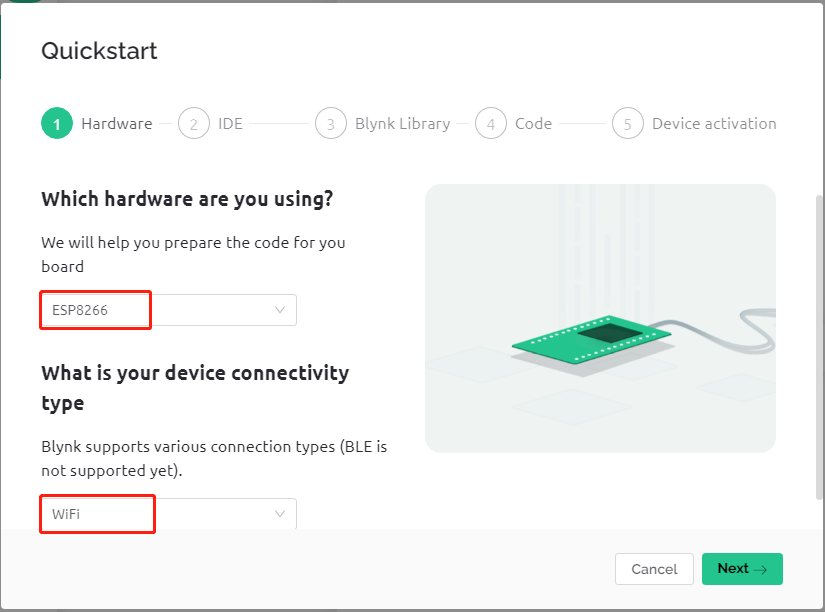 Quickstart
1 Hardware 2 IDE 3 Blynk Library 4 Code 5 Device activation
Which hardware are you using?
We will help you prepare the code for you
board
ESP8266
What is your device connectivity
type
Blynk supports various connection types (BLE is
not supported yet).
WiFi
Cancel Next →